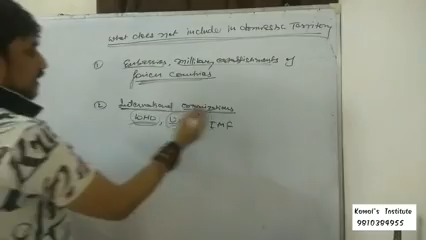 what does not include in domestic Territory
① Embassies, military establishments of
foreign countries
② International organizations
WHO, IMF
Komal's Institute
9810394955